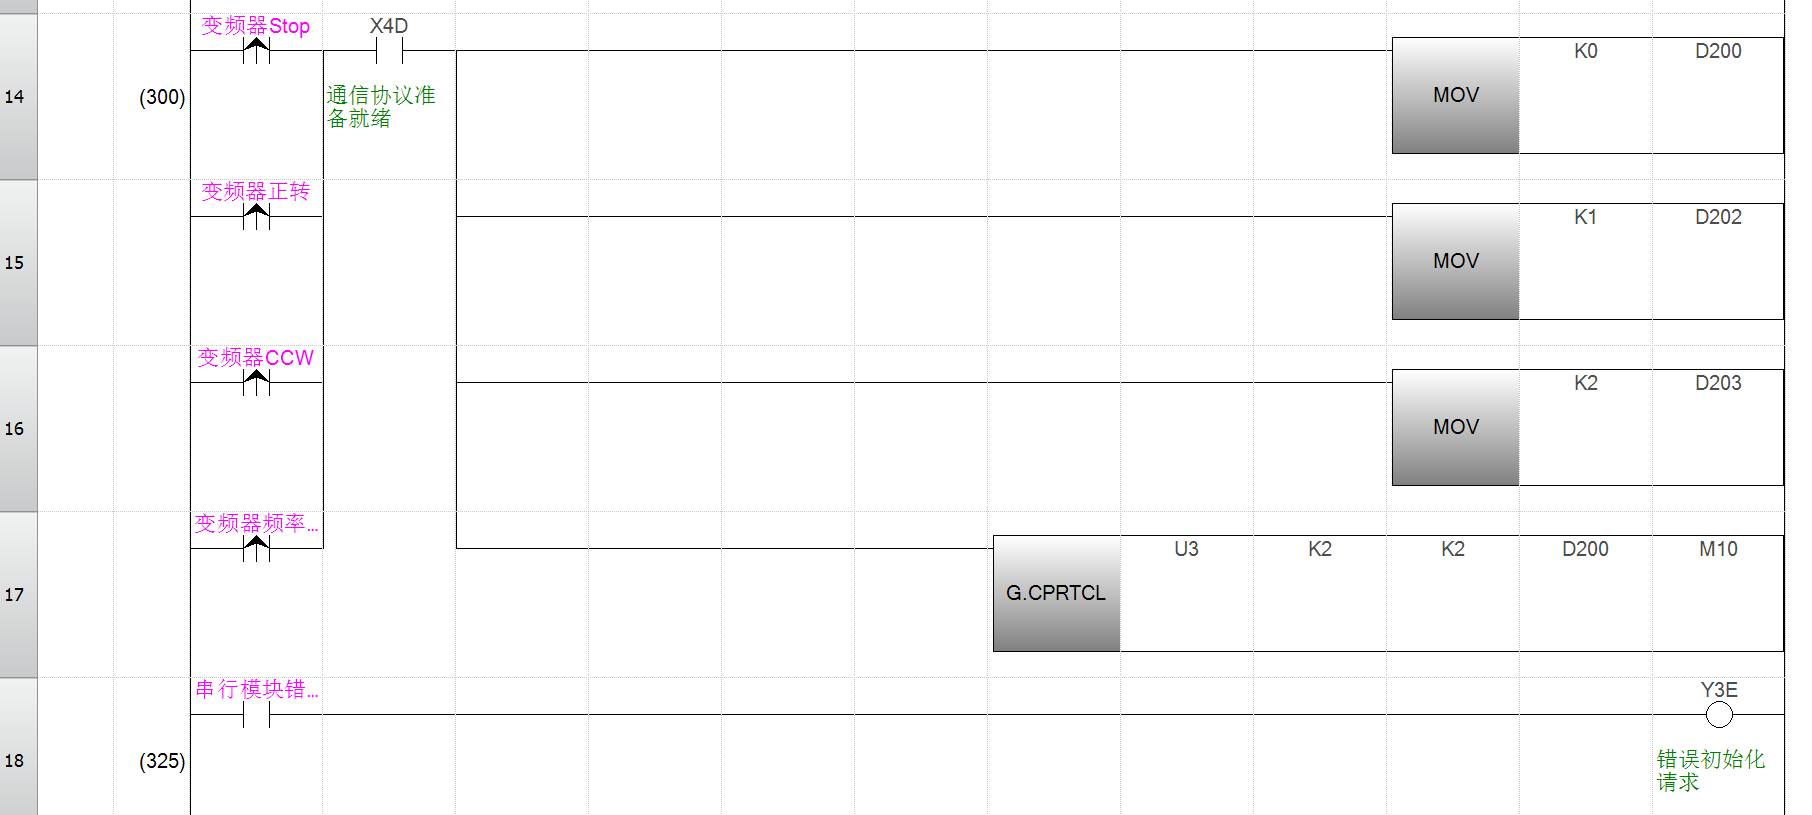 变频器Stop
X4D
K0
D200
14
(300)
通信协议准
备就绪
MOV
变频器正转
K1
D202
15
MOV
变频器CCW
K2
D203
16
MOV
变频器频率...
U3
K2
K2
D200
M10
17
G.CPRTCL
串行模块错...
Y3E
18
(325)
错误初始化
请求